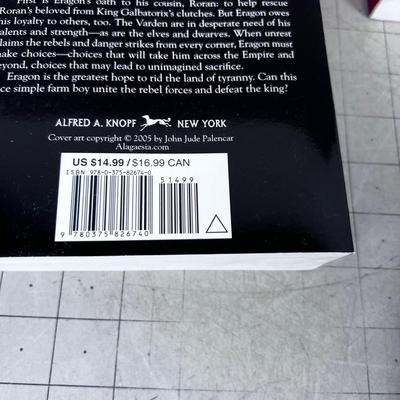 First is Eragon's oath to his cousin, Roran: to help rescue
Roran's beloved from King Galbatorix's clutches. But Eragon owes
his loyalty to others, too. The Varden are in desperate need of his
talents and strength—as are the elves and dwarves. When unrest
claims the rebels and danger strikes from every corner, Eragon must
make choices—choices that will take him across the Empire and
beyond, choices that may lead to unimagined sacrifice.
Eragon is the greatest hope to rid the land of tyranny. Can this
once simple farm boy unite the rebel forces and defeat the king?
ALFRED A. KNOPF NEW YORK
Cover art copyright © 2005 by John Jude Palencar
Alagaesia.com
US $14.99 / $16.99 CAN
ISBN 978-0-375-82674-0
51499
9 780375 826740